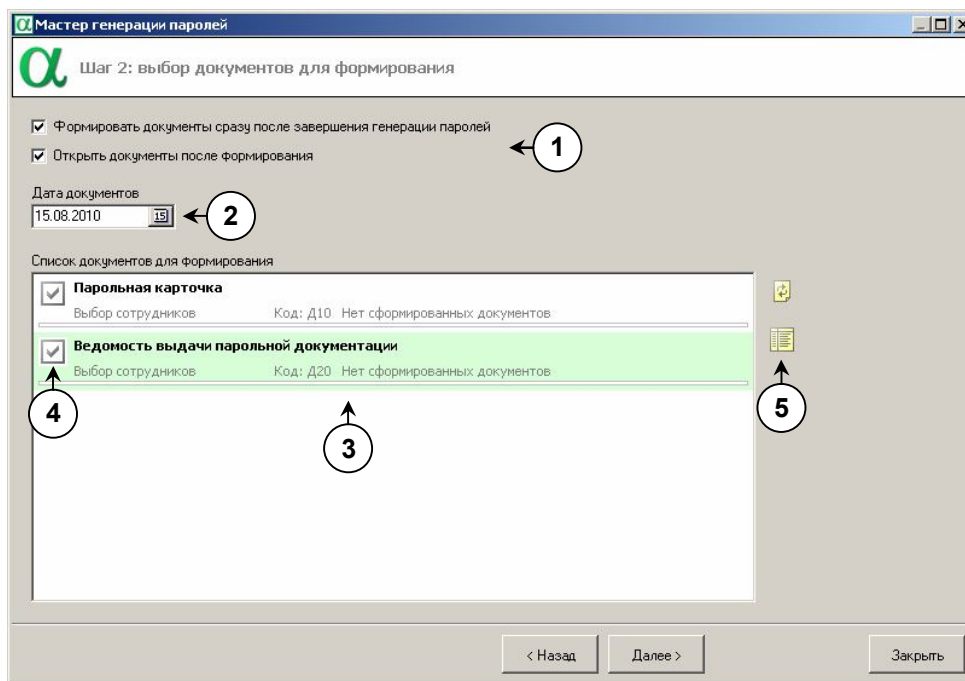 α Мастер генерации паролей
α Шаг 2: выбор документов для формирования
Формировать документы сразу после завершения генерации паролей
1
Открыть документы после формирования
Дата документов
15.08.2010 15 2
Список документов для формирования
Парольная карточка
Выбор сотрудников Код: Д10 Нет сформированных документов
Ведомость выдачи парольной документации
Выбор сотрудников Код: Д20 Нет сформированных документов
4 3 5
< Назад Далее > Закрыть